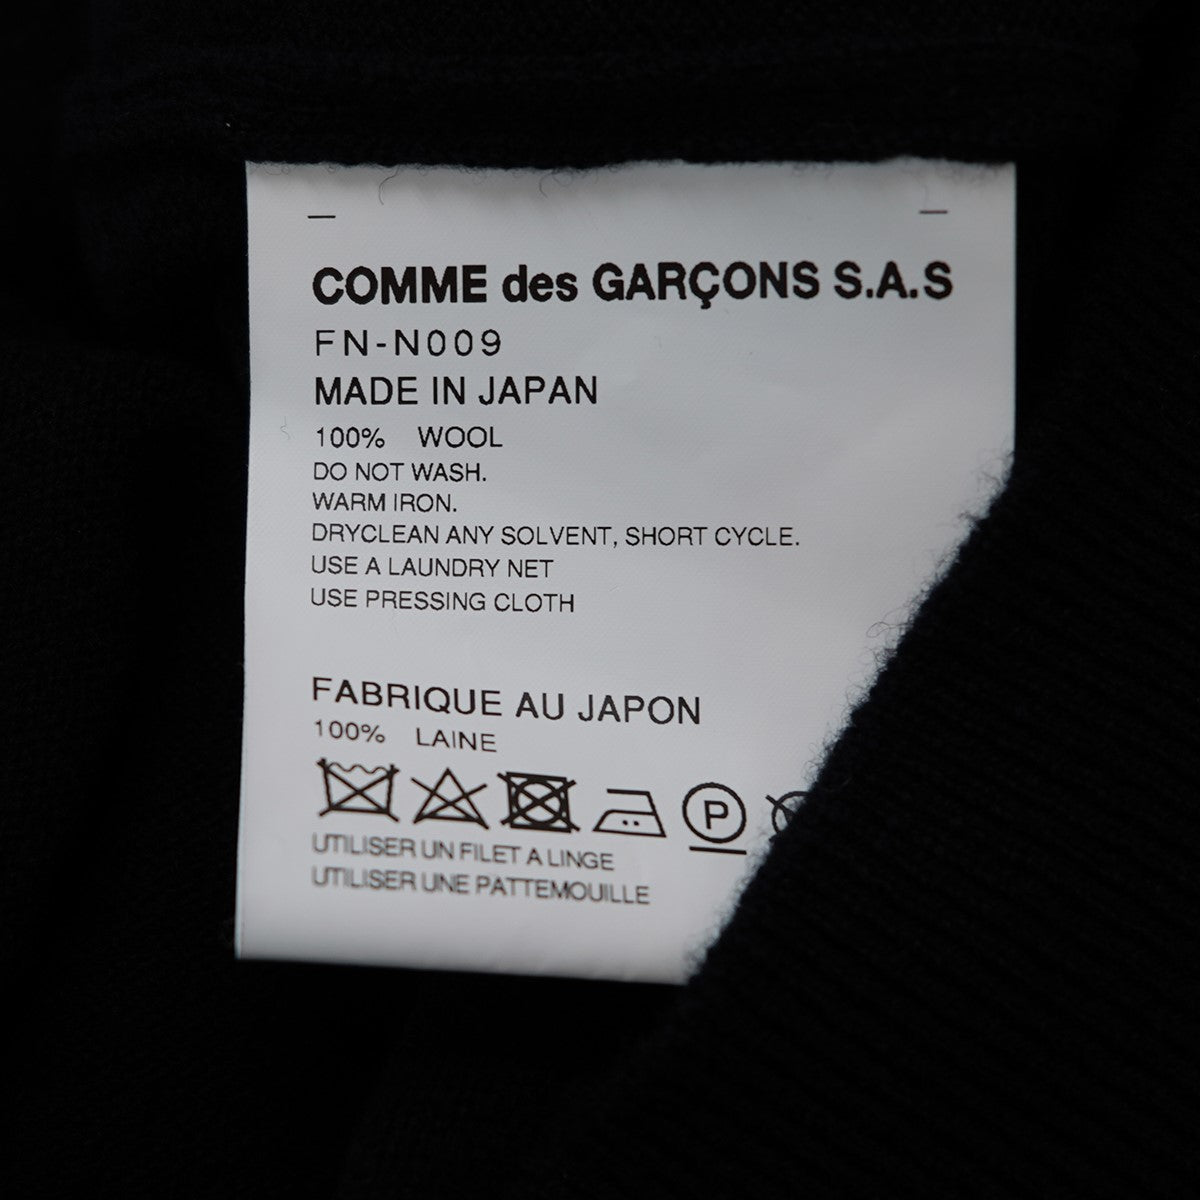 COMME des GARÇONS S.A.S
FN-N009
MADE IN JAPAN
100% WOOL
DO NOT WASH.
WARM IRON.
DRYCLEAN ANY SOLVENT, SHORT CYCLE.
USE A LAUNDRY NET
USE PRESSING CLOTH
FABRIQUE AU JAPON
100% LAINE
P
UTILISER UN FILET A LINGE
UTILISER UNE PATTEMOUILLE